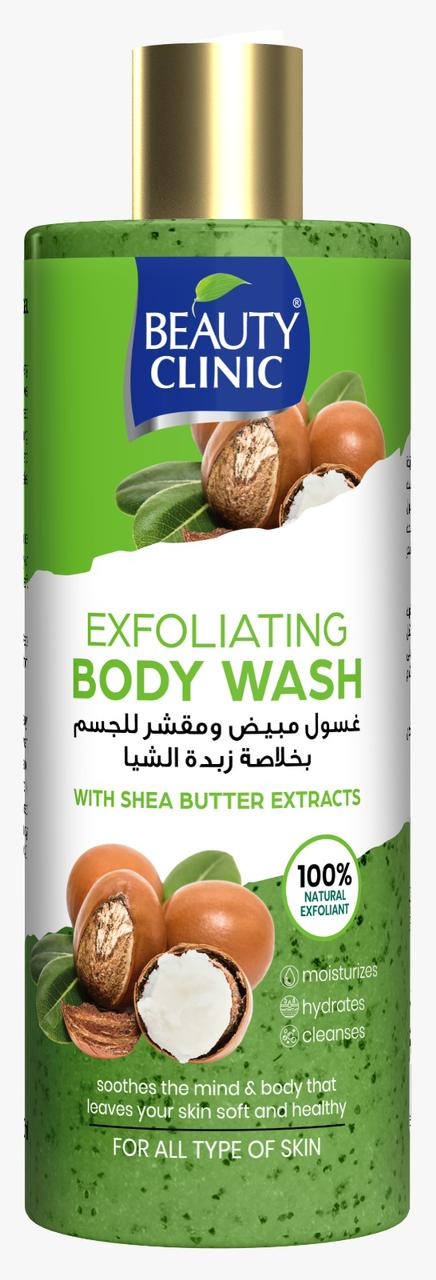 BEAUTY®
CLINIC
EXFOLIATING
BODY WASH
غسول مبيض ومقشر للجسم
بخلاصة زبدة الشيا
WITH SHEA BUTTER EXTRACTS
100%
NATURAL
EXFOLIANT
moisturizes
hydrates
cleanses
soothes the mind & body that
leaves your skin soft and healthy
FOR ALL TYPE OF SKIN